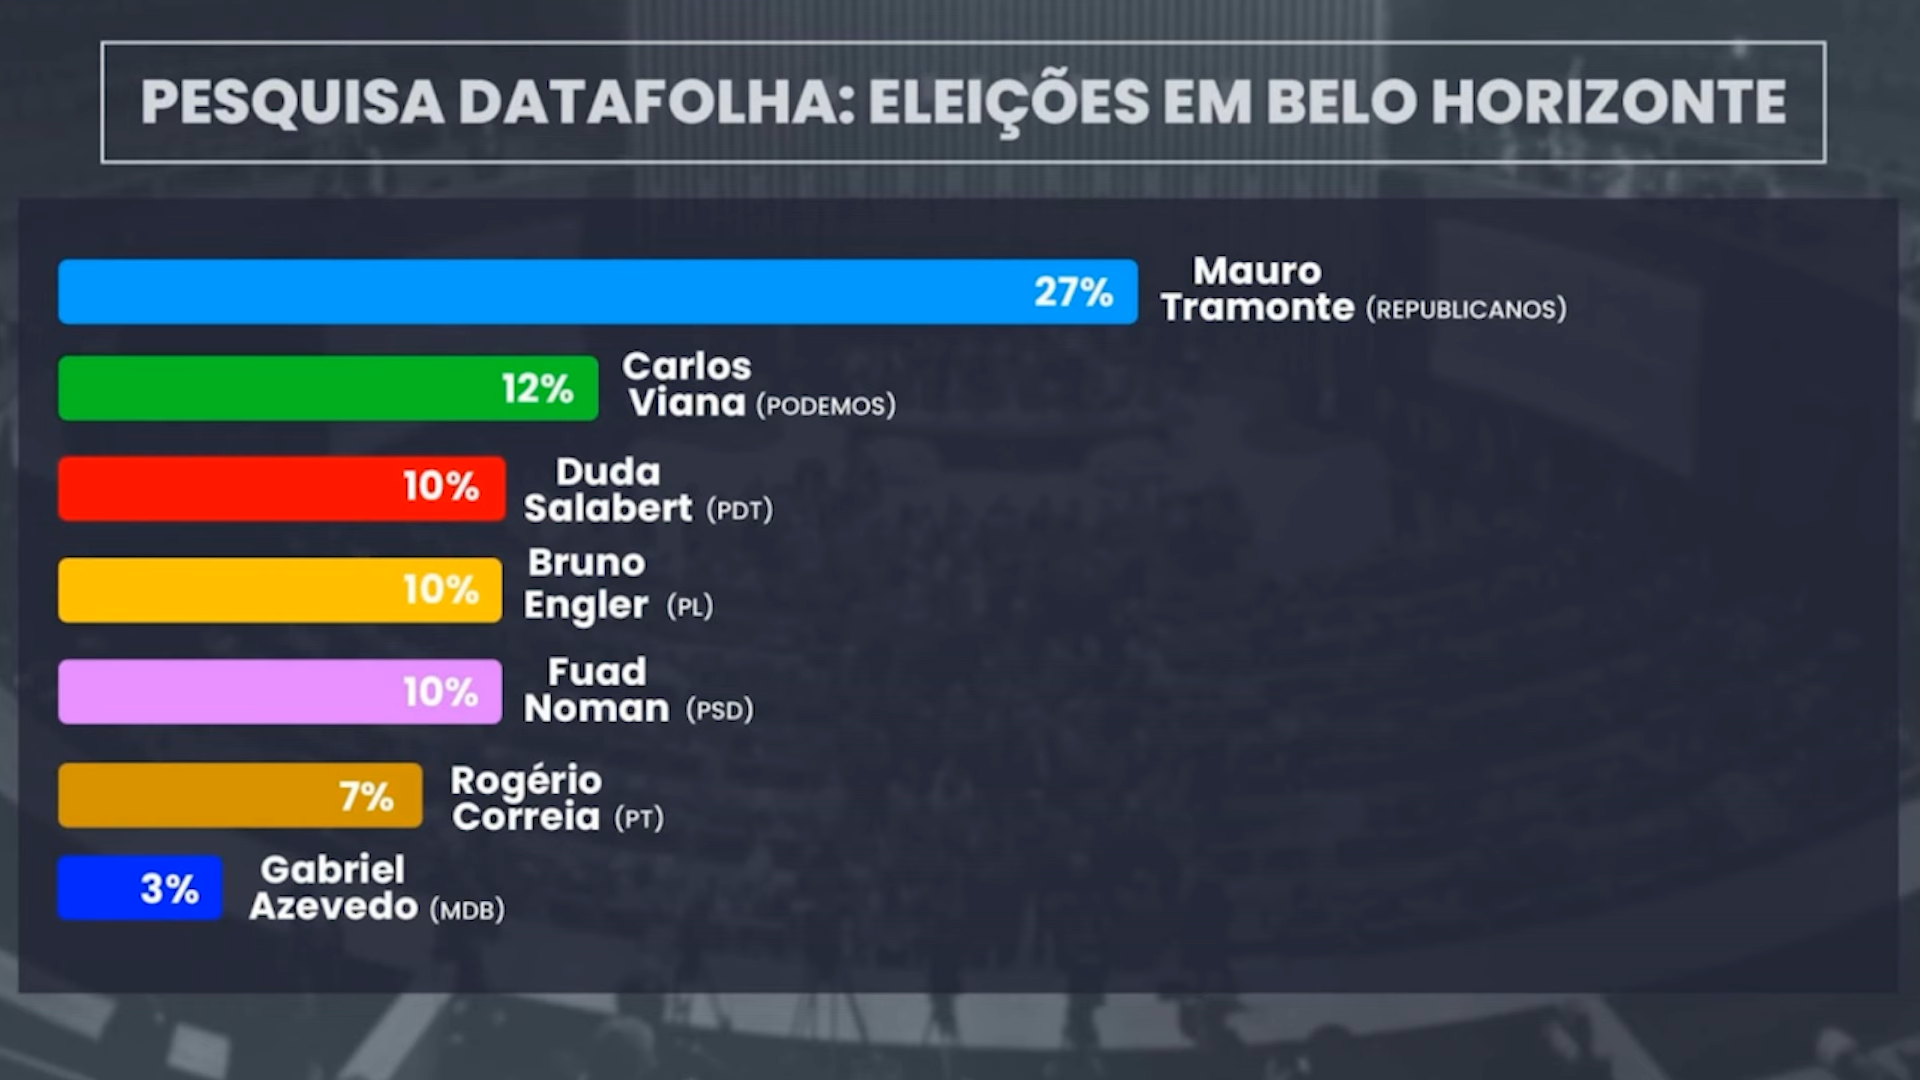 PESQUISA DATAFOLHA: ELEIÇÕES EM BELO HORIZONTE
27%
Mauro
Tramonte (REPUBLICANOS)
12%
Carlos
Viana (PODEMOS)
10%
Duda
Salabert (PDT)
10%
Bruno
Engler (PL)
10%
Fuad
Noman (PSD)
7%
Rogério
Correia (PT)
3%
Gabriel
Azevedo (MDB)